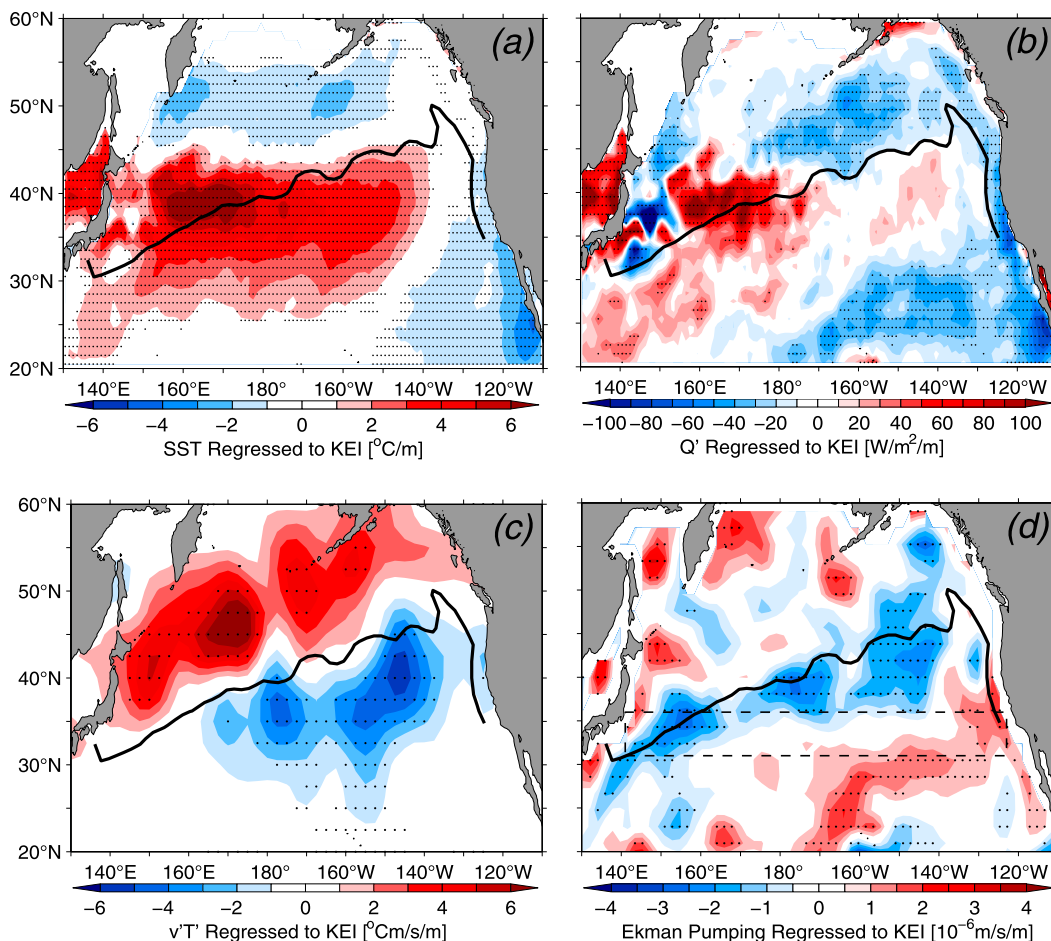 60°N
50°N
40°N
30°N
20°N
(a)
140°E 160°E 180° 160°W 140°W 120°W
−6 −4 −2 0 2 4 6
SST Regressed to KEI [°C/m]
(b)
140°E 160°E 180° 160°W 140°W 120°W
−100 −80 −60 −40 −20 0 20 40 60 80 100
Q' Regressed to KEI [W/m²/m]
60°N
50°N
40°N
30°N
20°N
(c)
140°E 160°E 180° 160°W 140°W 120°W
−6 −4 −2 0 2 4 6
v'T' Regressed to KEI [°Cm/s/m]
(d)
140°E 160°E 180° 160°W 140°W 120°W
−4 −3 −2 −1 0 1 2 3 4
Ekman Pumping Regressed to KEI [10⁻⁶m/s/m]